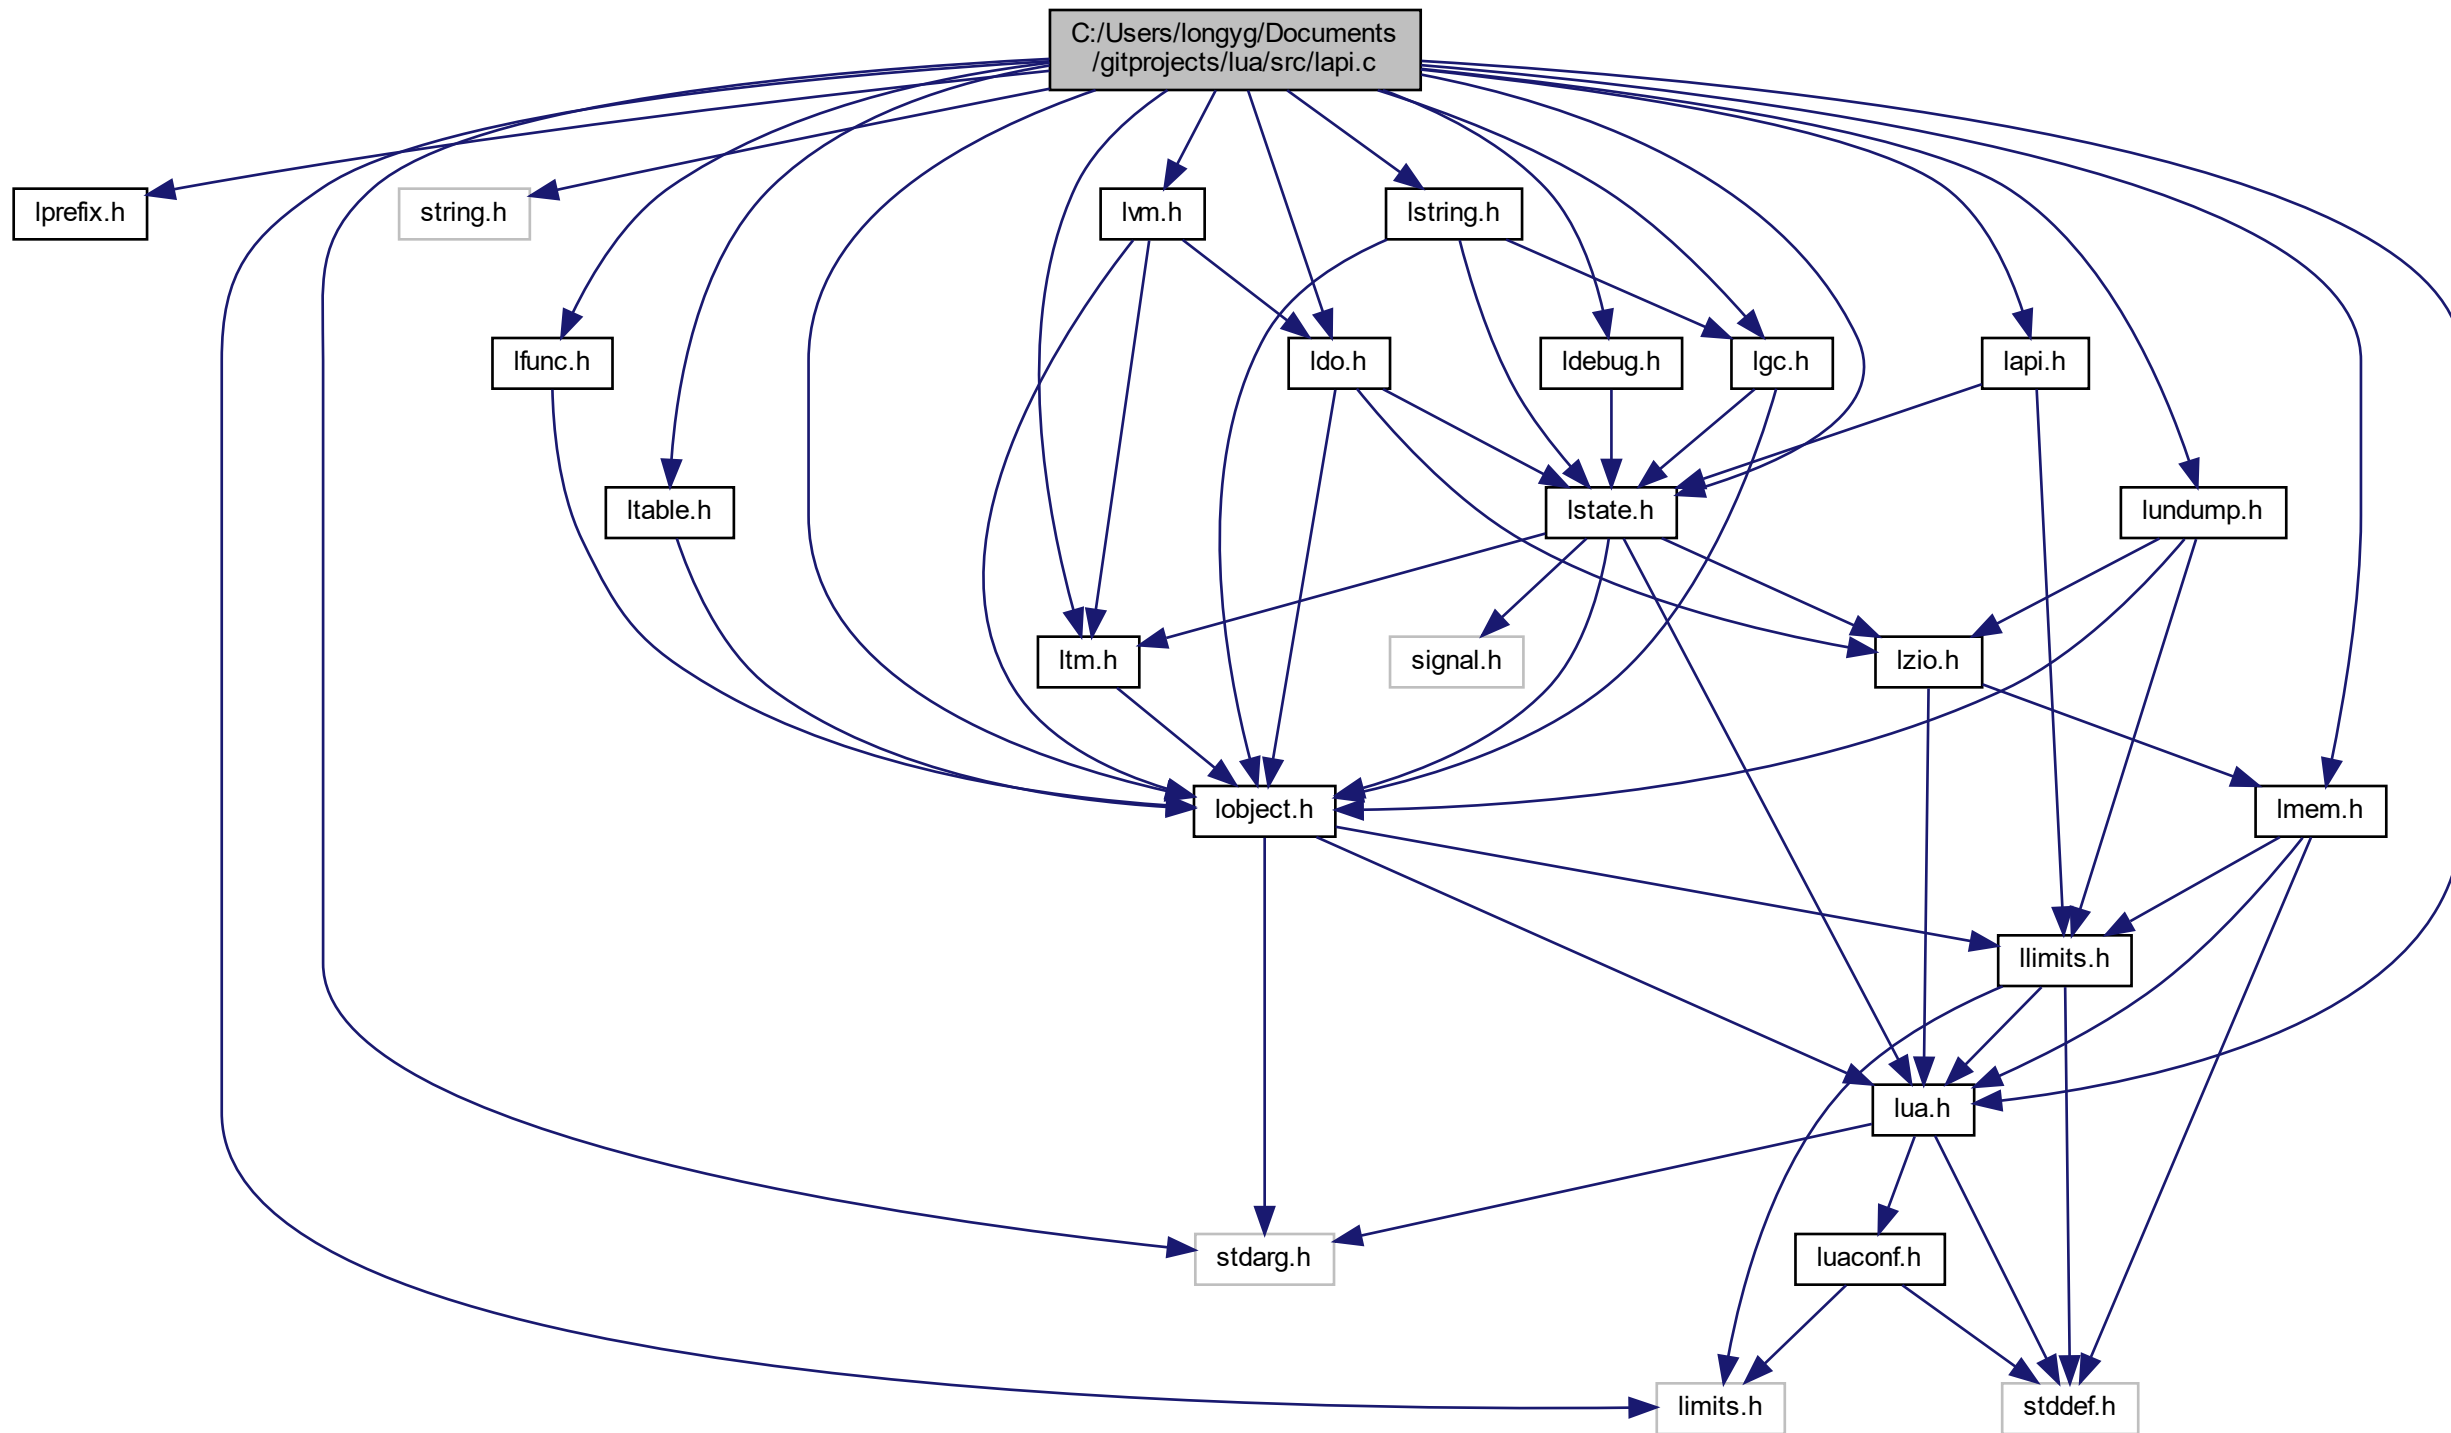 C:/Users/longyg/Documents
/gitprojects/lua/src/lapi.c
lprefix.h
string.h
lvm.h
lstring.h
lfunc.h
ldo.h
ldebug.h
lgc.h
lapi.h
ltable.h
lstate.h
lundump.h
ltm.h
signal.h
lzio.h
lobject.h
lmem.h
llimits.h
lua.h
stdarg.h
luaconf.h
limits.h
stddef.h